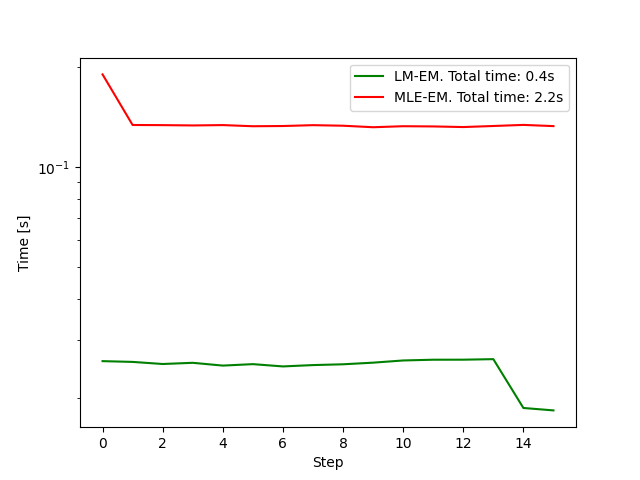 LM-EM. Total time: 0.4s
MLE-EM. Total time: 2.2s
10⁻¹
Time [s]
0 2 4 6 8 10 12 14
Step